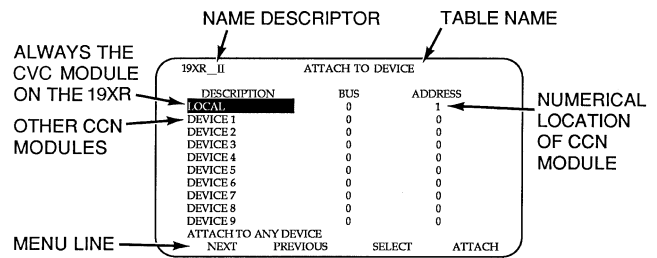 NAME DESCRIPTOR TABLE NAME
ALWAYS THE
CVC MODULE
ON THE 19XR
OTHER CCN
MODULES
MENU LINE
19XR__II ATTACH TO DEVICE
DESCRIPTION BUS ADDRESS
LOCAL 0 1
DEVICE 1 0 0
DEVICE 2 0 0
DEVICE 3 0 0
DEVICE 4 0 0
DEVICE 5 0 0
DEVICE 6 0 0
DEVICE 7 0 0
DEVICE 8 0 0
DEVICE 9 0 0
ATTACH TO ANY DEVICE
NEXT PREVIOUS SELECT ATTACH
NUMERICAL
LOCATION
OF CCN
MODULE